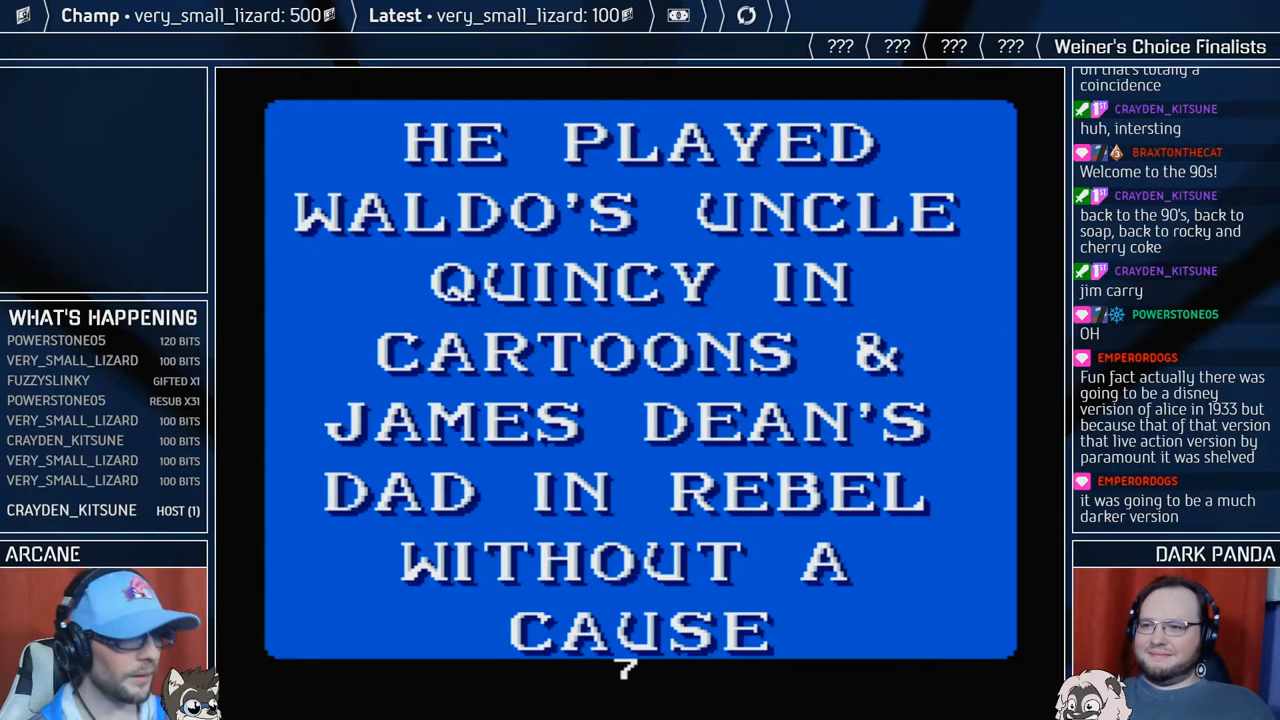 Champ • very_small_lizard: 500
Latest • very_small_lizard: 100
??? ??? ??? ??? Weiner's Choice Finalists
HE PLAYED
WALDO'S UNCLE
QUINCY IN
CARTOONS &
JAMES DEAN'S
DAD IN REBEL
WITHOUT A
CAUSE
7
WHAT'S HAPPENING
POWERSTONE05 120 BITS
VERY_SMALL_LIZARD 100 BITS
FUZZYSLINKY GIFTED X1
POWERSTONE05 RESUB X31
VERY_SMALL_LIZARD 100 BITS
CRAYDEN_KITSUNE 100 BITS
VERY_SMALL_LIZARD 100 BITS
VERY_SMALL_LIZARD 100 BITS
CRAYDEN_KITSUNE HOST (1)
ARCANE
oh that's totally a
coincidence
1ST CRAYDEN_KITSUNE
huh, intersting
3 BRAXTONTHECAT
Welcome to the 90s!
1ST CRAYDEN_KITSUNE
back to the 90's, back to
soap, back to rocky and
cherry coke
1ST CRAYDEN_KITSUNE
jim carry
POWERSTONE05
OH
EMPERORDOGS
Fun fact actually there was
going to be a disney
verision of alice in 1933 but
because that of that version
that live action version by
paramount it was shelved
EMPERORDOGS
it was going to be a much
darker version
DARK PANDA